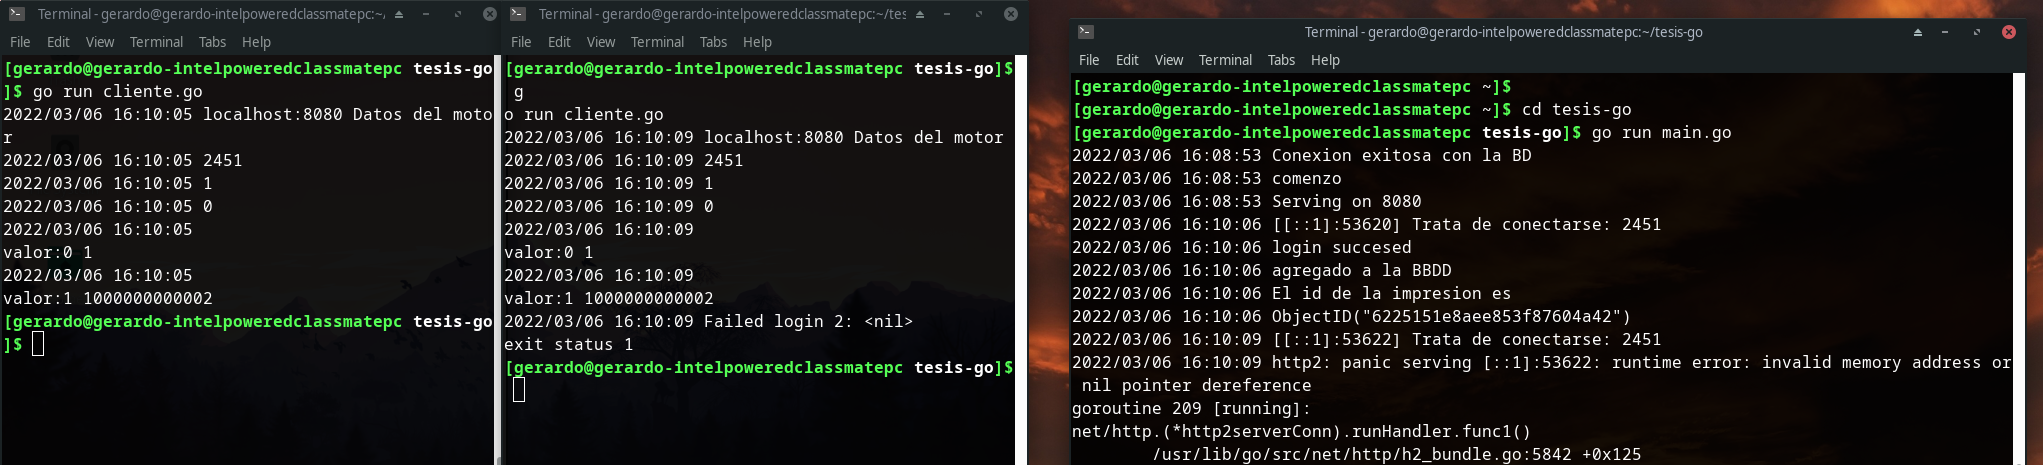 Terminal - gerardo@gerardo-intelpoweredclassmatepc:~/
File Edit View Terminal Tabs Help
[gerardo@gerardo-intelpoweredclassmatepc tesis-go
]$ go run cliente.go
2022/03/06 16:10:05 localhost:8080 Datos del moto
r
2022/03/06 16:10:05 2451
2022/03/06 16:10:05 1
2022/03/06 16:10:05 0
2022/03/06 16:10:05
valor:0 1
2022/03/06 16:10:05
valor:1 1000000000002
[gerardo@gerardo-intelpoweredclassmatepc tesis-go
]$
Terminal - gerardo@gerardo-intelpoweredclassmatepc:~/tes
File Edit View Terminal Tabs Help
[gerardo@gerardo-intelpoweredclassmatepc tesis-go]$
g
o run cliente.go
2022/03/06 16:10:09 localhost:8080 Datos del motor
2022/03/06 16:10:09 2451
2022/03/06 16:10:09 1
2022/03/06 16:10:09 0
2022/03/06 16:10:09
valor:0 1
2022/03/06 16:10:09
valor:1 1000000000002
2022/03/06 16:10:09 Failed login 2: <nil>
exit status 1
[gerardo@gerardo-intelpoweredclassmatepc tesis-go]$
Terminal - gerardo@gerardo-intelpoweredclassmatepc:~/tesis-go
File Edit View Terminal Tabs Help
[gerardo@gerardo-intelpoweredclassmatepc ~]$
[gerardo@gerardo-intelpoweredclassmatepc ~]$ cd tesis-go
[gerardo@gerardo-intelpoweredclassmatepc tesis-go]$ go run main.go
2022/03/06 16:08:53 Conexion exitosa con la BD
2022/03/06 16:08:53 comenzo
2022/03/06 16:08:53 Serving on 8080
2022/03/06 16:10:06 [[::1]:53620] Trata de conectarse: 2451
2022/03/06 16:10:06 login succesed
2022/03/06 16:10:06 agregado a la BBDD
2022/03/06 16:10:06 El id de la impresion es
2022/03/06 16:10:06 ObjectID("6225151e8aee853f87604a42")
2022/03/06 16:10:09 [[::1]:53622] Trata de conectarse: 2451
2022/03/06 16:10:09 http2: panic serving [::1]:53622: runtime error: invalid memory address or
nil pointer dereference
goroutine 209 [running]:
net/http.(*http2serverConn).runHandler.func1()
/usr/lib/go/src/net/http/h2_bundle.go:5842 +0x125